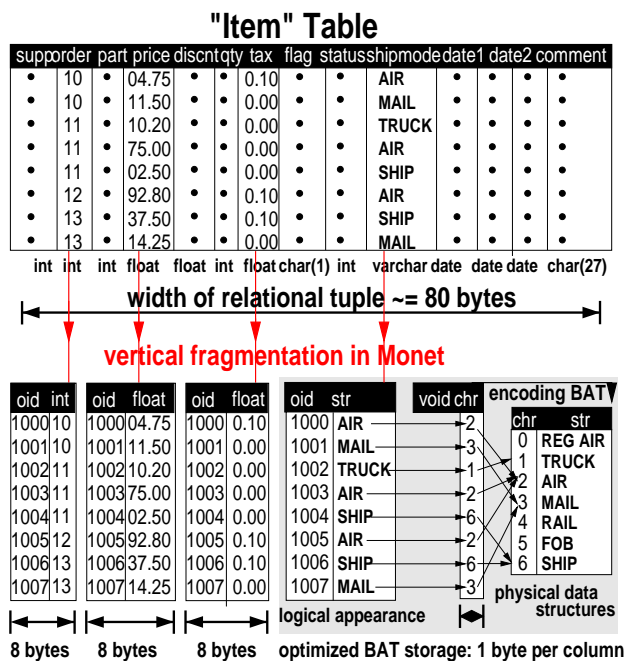 "Item" Table
supporder part price discntqty tax flag statusshipmodedate1 date2 comment
• 10 • 04.75 • • 0.10 • • AIR • • • •
• 10 • 11.50 • • 0.00 • • MAIL • • • •
• 11 • 10.20 • • 0.00 • • TRUCK • • • •
• 11 • 75.00 • • 0.00 • • AIR • • • •
• 11 • 02.50 • • 0.00 • • SHIP • • • •
• 12 • 92.80 • • 0.10 • • AIR • • • •
• 13 • 37.50 • • 0.10 • • SHIP • • • •
• 13 • 14.25 • • 0.00 • • MAIL • • • •
int int int float float int float char(1) int varchar date date date char(27)
width of relational tuple ~= 80 bytes
vertical fragmentation in Monet
oid int
1000 10
1001 10
1002 11
1003 11
1004 11
1005 12
1006 13
1007 13
8 bytes
oid float
1000 04.75
1001 11.50
1002 10.20
1003 75.00
1004 02.50
1005 92.80
1006 37.50
1007 14.25
8 bytes
oid float
1000 0.10
1001 0.00
1002 0.00
1003 0.00
1004 0.00
1005 0.10
1006 0.10
1007 0.00
8 bytes
oid str
1000 AIR
1001 MAIL
1002 TRUCK
1003 AIR
1004 SHIP
1005 AIR
1006 SHIP
1007 MAIL
logical appearance
void chr
2
3
1
2
6
2
6
3
encoding BAT
chr str
0 REG AIR
1 TRUCK
2 AIR
3 MAIL
4 RAIL
5 FOB
6 SHIP
physical data
structures
optimized BAT storage: 1 byte per column